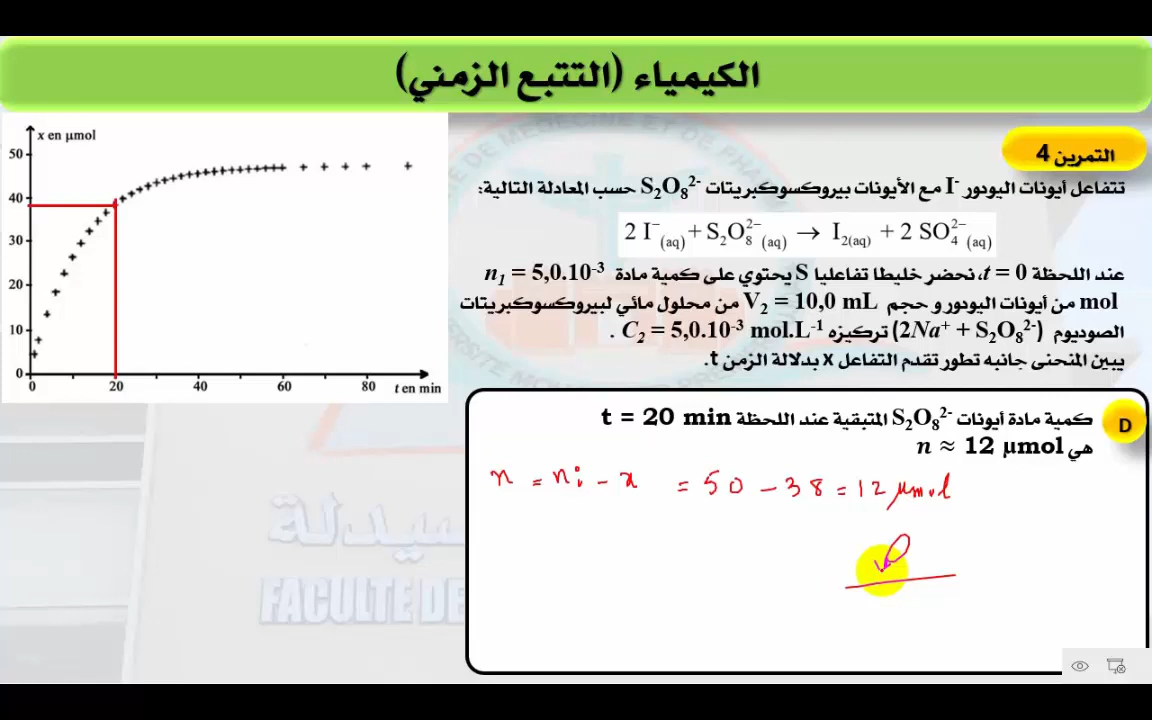 الكيمياء (التتبع الزمني)
x en µmol
50
40
30
20
10
0
0 20 40 60 80 t en min
التمرين 4
تتفاعل أيونات اليودور I⁻ مع الأيونات بيروكسوكبريتات S₂O₈²⁻ حسب المعادلة التالية:
2 I⁻(aq) + S₂O₈²⁻(aq) → I₂(aq) + 2 SO₄²⁻(aq)
عند اللحظة t = 0، نحضر خليطا تفاعليا S يحتوي على كمية مادة n₁ = 5,0.10⁻³
mol من أيونات اليودور و حجم V₂ = 10,0 mL من محلول مائي لبيروكسوكبريتات
الصوديوم (2Na⁺ + S₂O₈²⁻) تركيزه C₂ = 5,0.10⁻³ mol.L⁻¹ .
يبين المنحنى جانبه تطور تقدم التفاعل x بدلالة الزمن t.
D
كمية مادة أيونات S₂O₈²⁻ المتبقية عند اللحظة t = 20 min
هي n ≈ 12 µmol
n = ni - x = 50 - 38 = 12 µmol
FACULTE DE